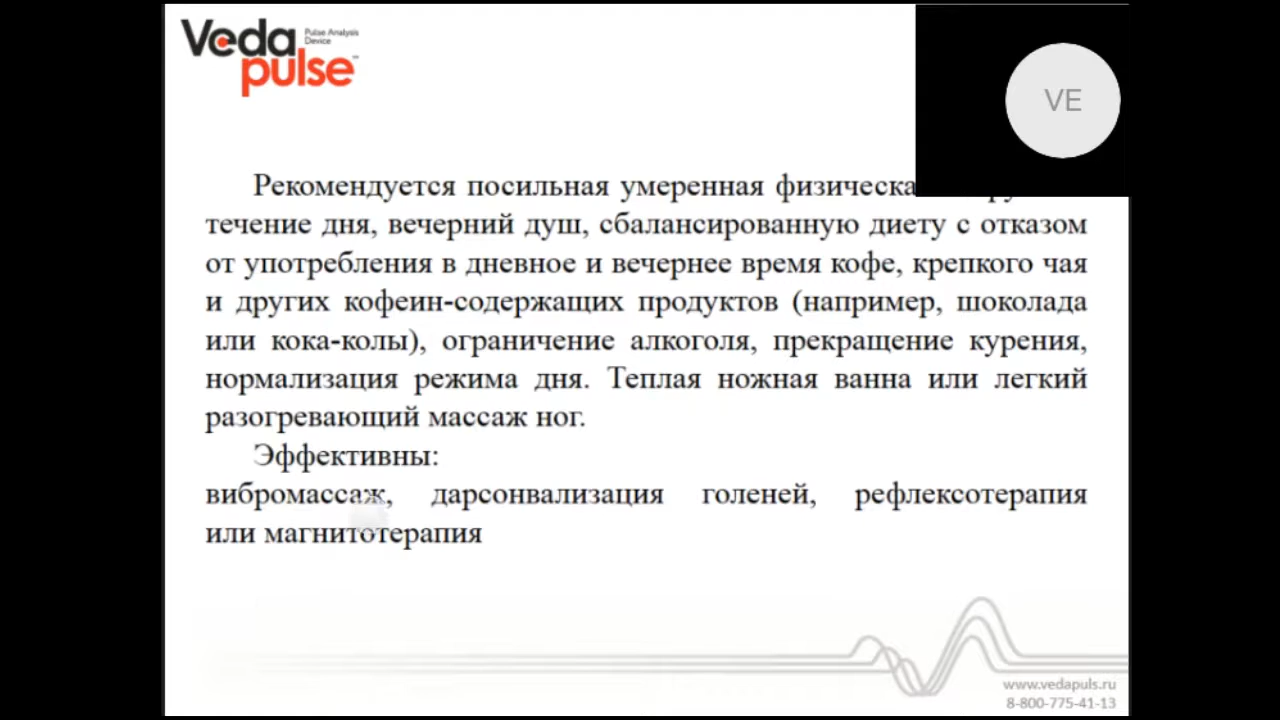 Veda
Pulse Analysis
Device
pulse
VE
Рекомендуется посильная умеренная
течение дня, вечерний душ, сбалансированную диету с отказом
от употребления в дневное и вечернее время кофе, крепкого чая
и других кофеин-содержащих продуктов (например, шоколада
или кока-колы), ограничение алкоголя, прекращение курения,
нормализация режима дня. Теплая ножная ванна или легкий
разогревающий массаж ног.
Эффективны:
вибромассаж, дарсонвализация голеней, рефлексотерапия
или магнитотерапия
www.vedapuls.ru
8-800-775-41-13